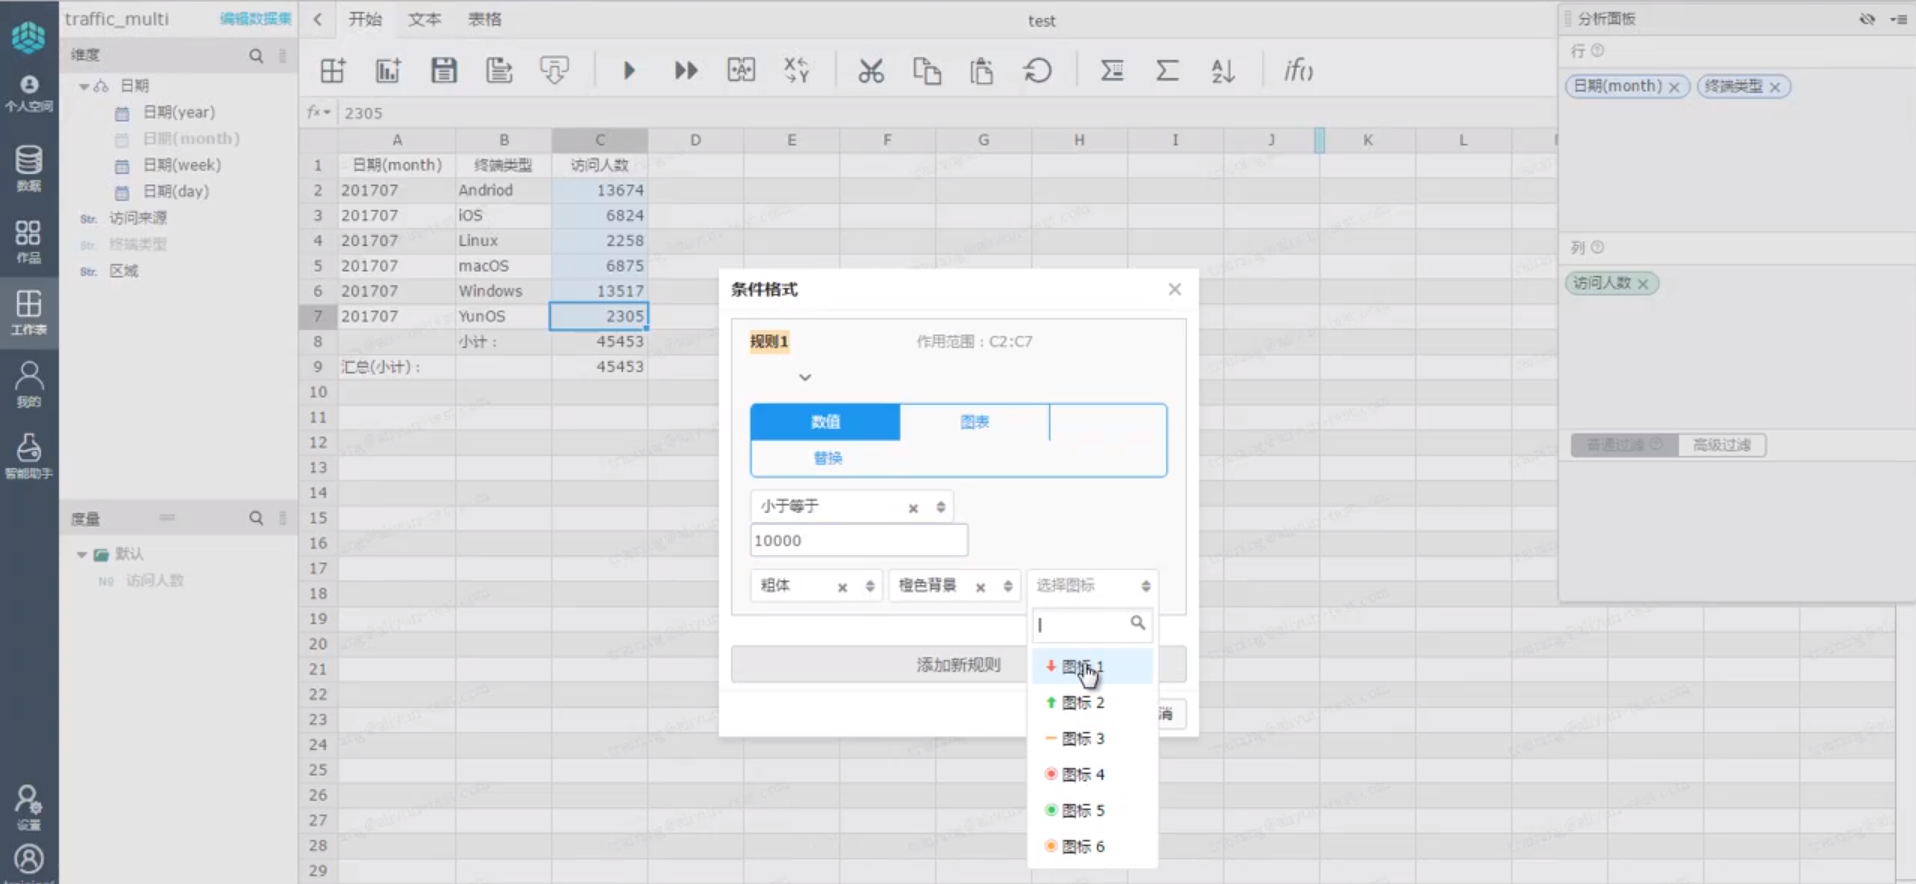 traffic_multi 编辑数据集
开始 文本 表格
test
分析面板
个人空间
数据
作品
工作表
我的
智能助手
设置
维度
日期
日期(year)
日期(month)
日期(week)
日期(day)
Str. 访问来源
Str. 终端类型
Str. 区域
度量
默认
No 访问人数
if()
fx 2305
A B C D E F G H I J K L
1 日期(month) 终端类型 访问人数
2 201707 Andriod 13674
3 201707 iOS 6824
4 201707 Linux 2258
5 201707 macOS 6875
6 201707 Windows 13517
7 201707 YunOS 2305
8 小计： 45453
9 汇总(小计)： 45453
10
11
12
13
14
15
16
17
18
19
20
21
22
23
24
25
26
27
28
29
条件格式
规则1 作用范围：C2:C7
数值 图表
替换
小于等于
10000
粗体 橙色背景 选择图标
图标 1
图标 2
图标 3
图标 4
图标 5
图标 6
添加新规则
消
行
日期(month) 终端类型
列
访问人数
普通过滤 高级过滤